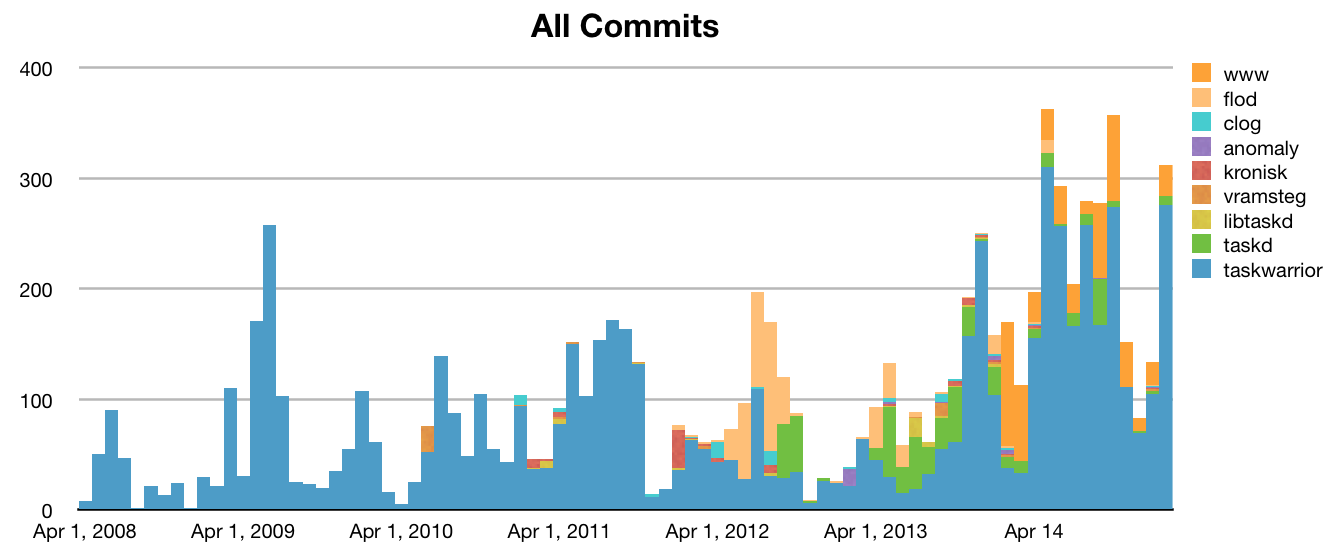 All Commits
400
300
200
100
0
Apr 1, 2008 Apr 1, 2009 Apr 1, 2010 Apr 1, 2011 Apr 1, 2012 Apr 1, 2013 Apr 14
www
flod
clog
anomaly
kronisk
vramsteg
libtaskd
taskd
taskwarrior